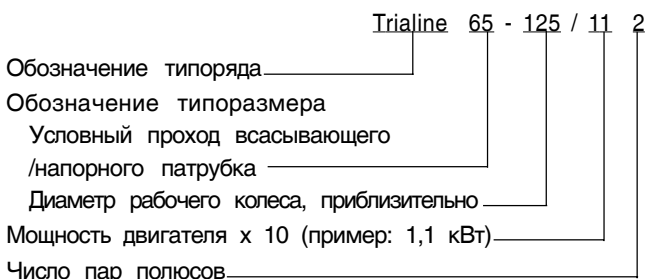 Trialine 65 - 125 / 11 2
Обозначение типоряда
Обозначение типоразмера
Условный проход всасывающего
/напорного патрубка
Диаметр рабочего колеса, приблизительно
Мощность двигателя x 10 (пример: 1,1 кВт)
Число пар полюсов